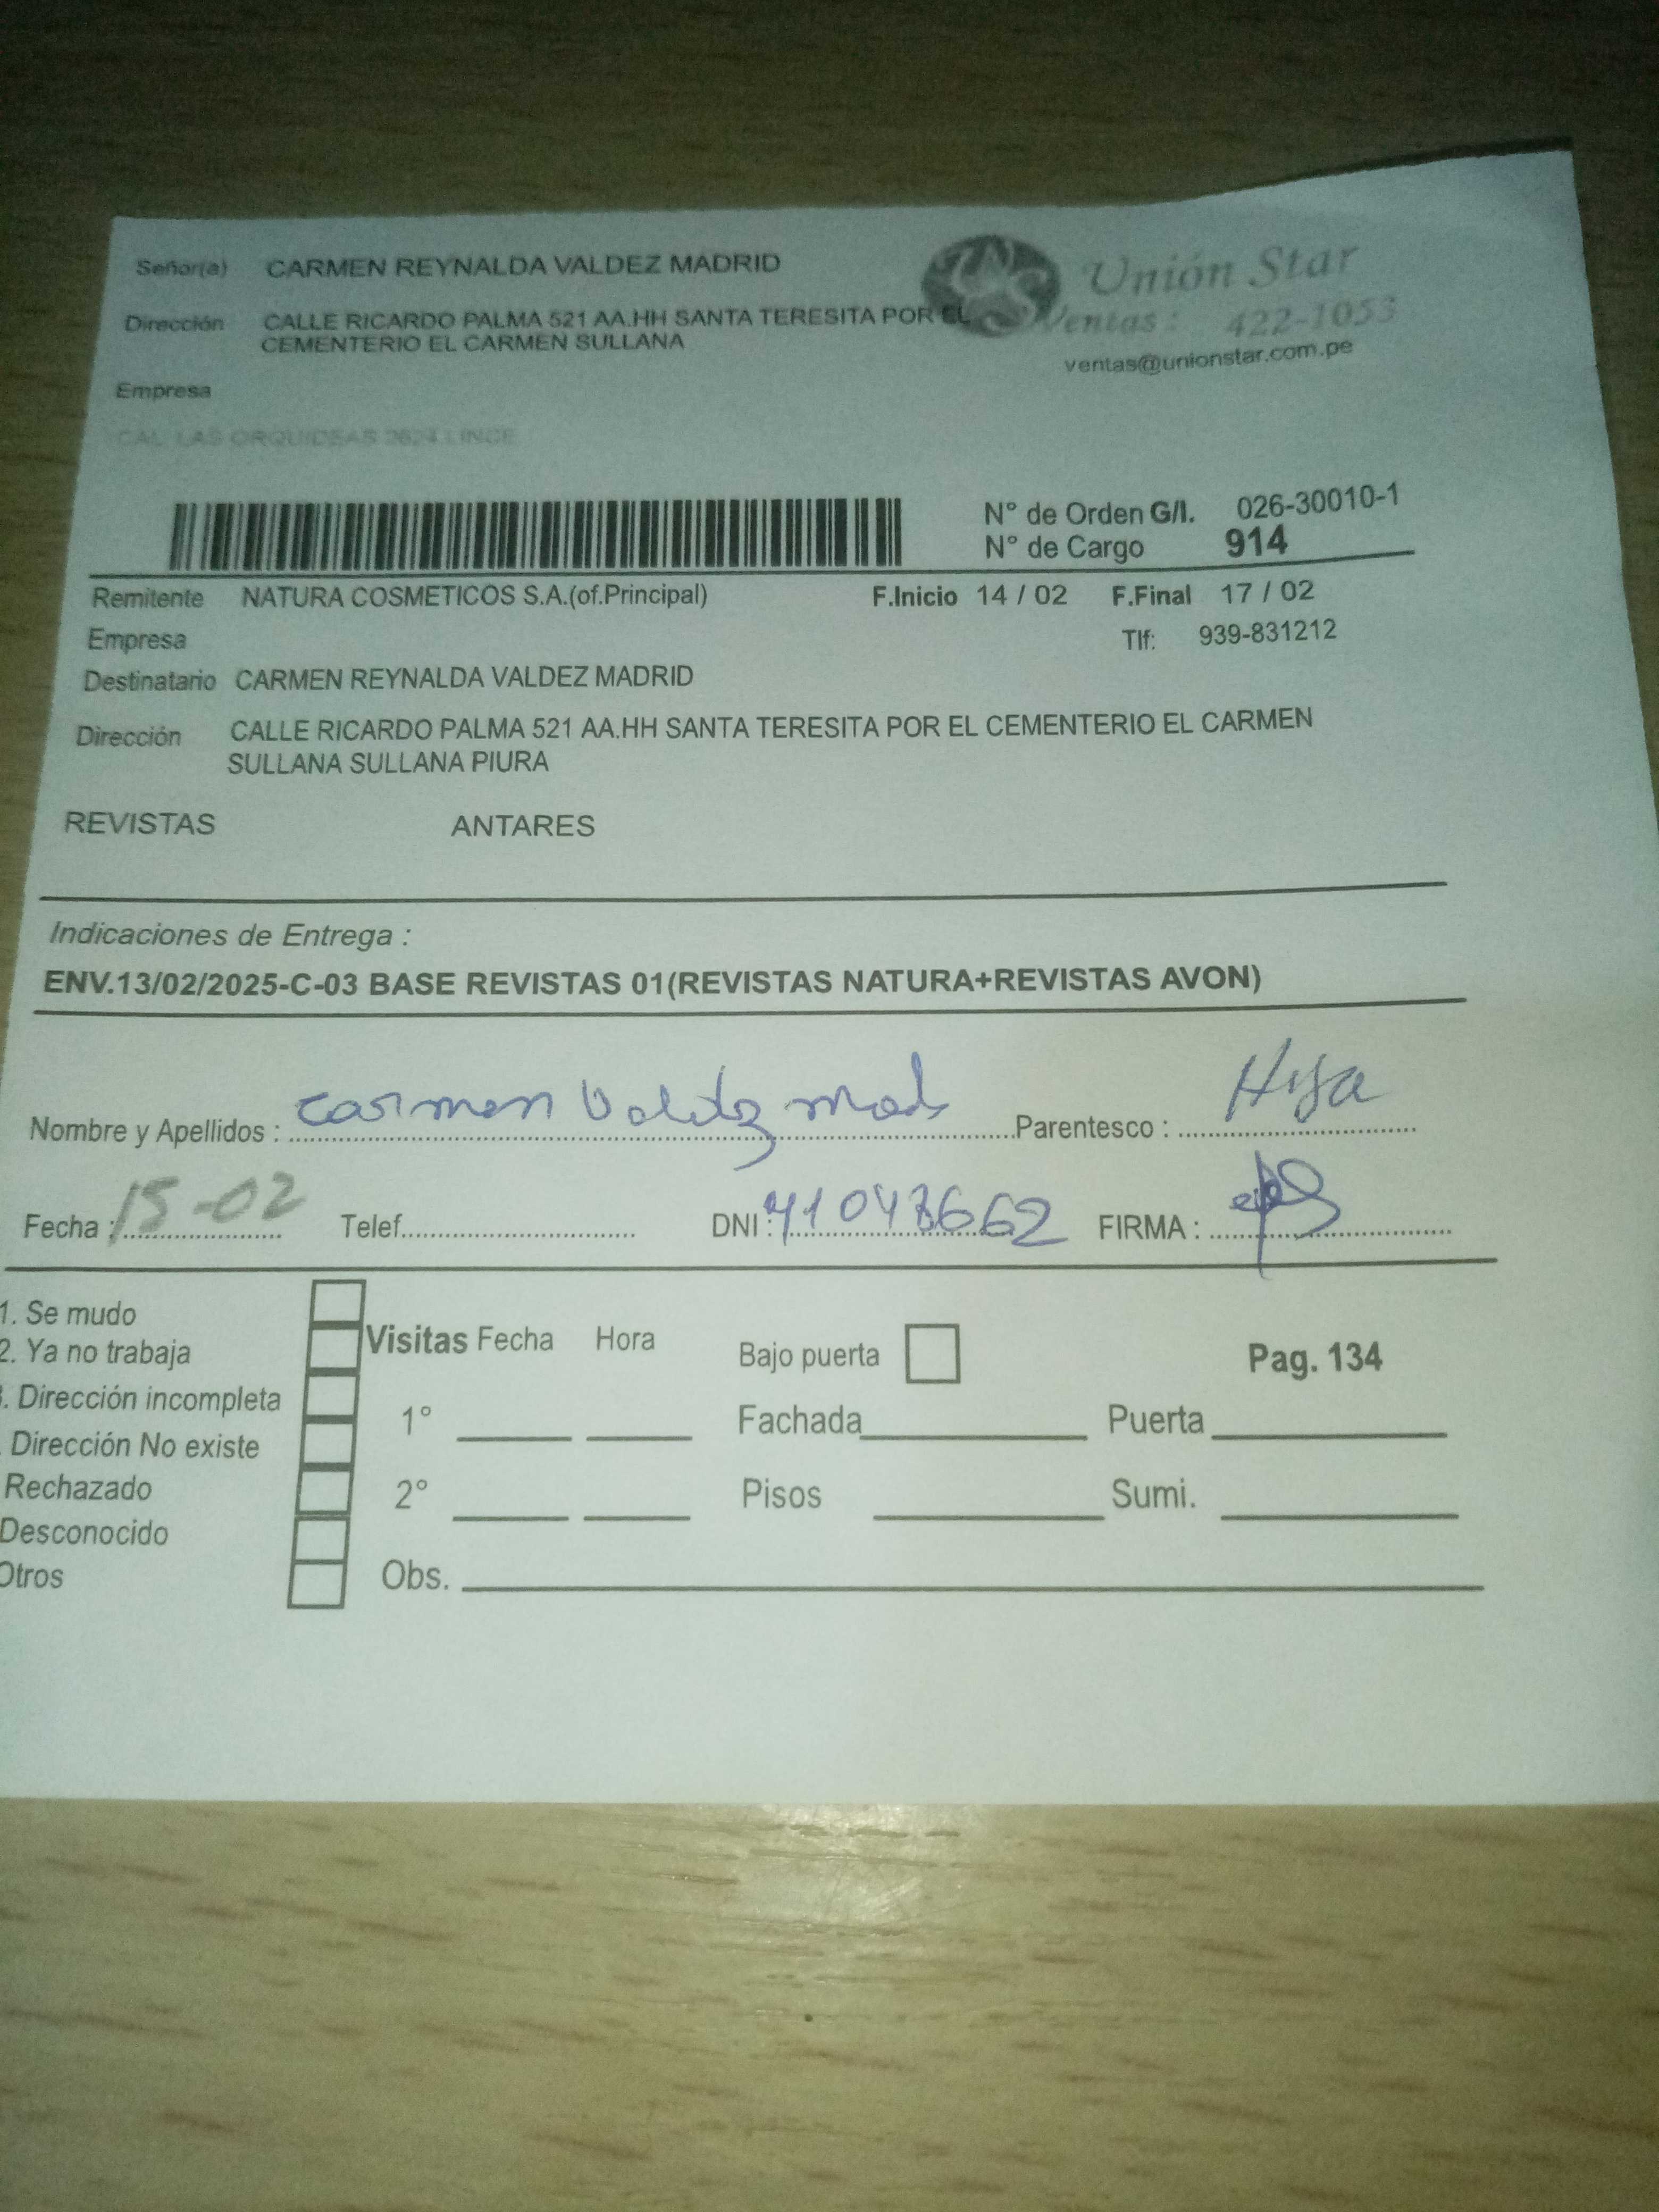 Señor(a) CARMEN REYNALDA VALDEZ MADRID
Unión Star
Dirección CALLE RICARDO PALMA 521 AA.HH SANTA TERESITA POR EL
CEMENTERIO EL CARMEN SULLANA
Ventas : 422-1053
ventas@unionstar.com.pe
Empresa
CAL. LAS ORQUIDEAS LINCE
N° de Orden G/I. 026-30010-1
N° de Cargo 914
Remitente NATURA COSMETICOS S.A.(of.Principal) F.Inicio 14 / 02 F.Final 17 / 02
Empresa Tlf: 939-831212
Destinatario CARMEN REYNALDA VALDEZ MADRID
Dirección CALLE RICARDO PALMA 521 AA.HH SANTA TERESITA POR EL CEMENTERIO EL CARMEN
SULLANA SULLANA PIURA
REVISTAS ANTARES
Indicaciones de Entrega :
ENV.13/02/2025-C-03 BASE REVISTAS 01(REVISTAS NATURA+REVISTAS AVON)
Nombre y Apellidos : Carmen Valdez Parentesco : Hija
Fecha : 15-02 Telef. DNI : FIRMA :
1. Se mudo
2. Ya no trabaja
. Dirección incompleta
Dirección No existe
Rechazado
Desconocido
Otros
Visitas Fecha Hora Bajo puerta Pag. 134
1° Fachada Puerta
2° Pisos Sumi.
Obs.